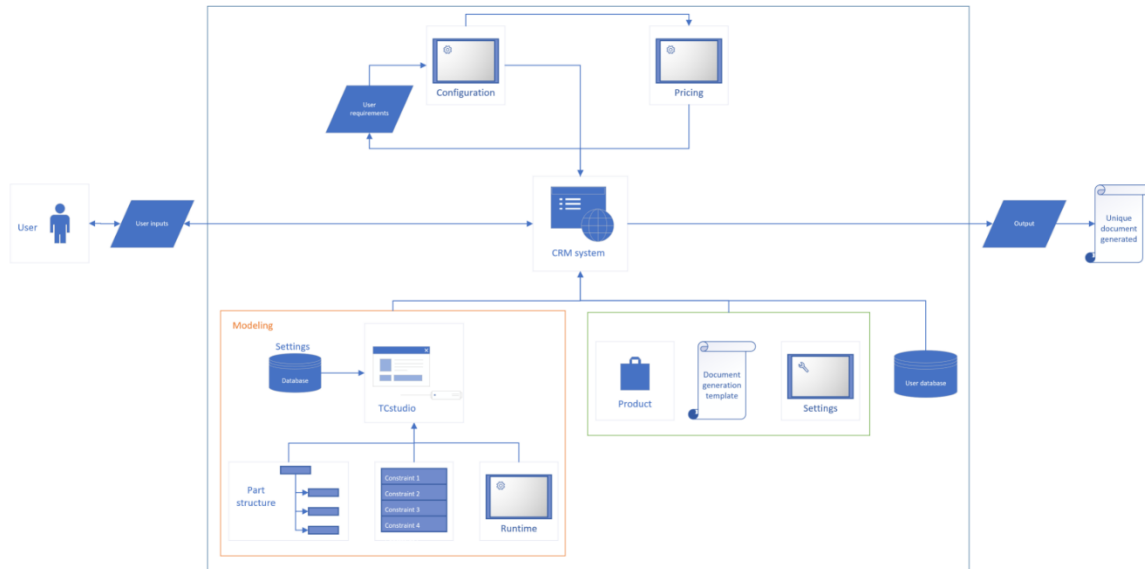 Configuration
Pricing
User
requirements
User
User inputs
CRM system
Output
Unique
document
generated
Modeling
Settings
Database
TCstudio
Part
structure
Constraint 1
Constraint 2
Constraint 3
Constraint 4
Runtime
Product
Document
generation
template
Settings
User database